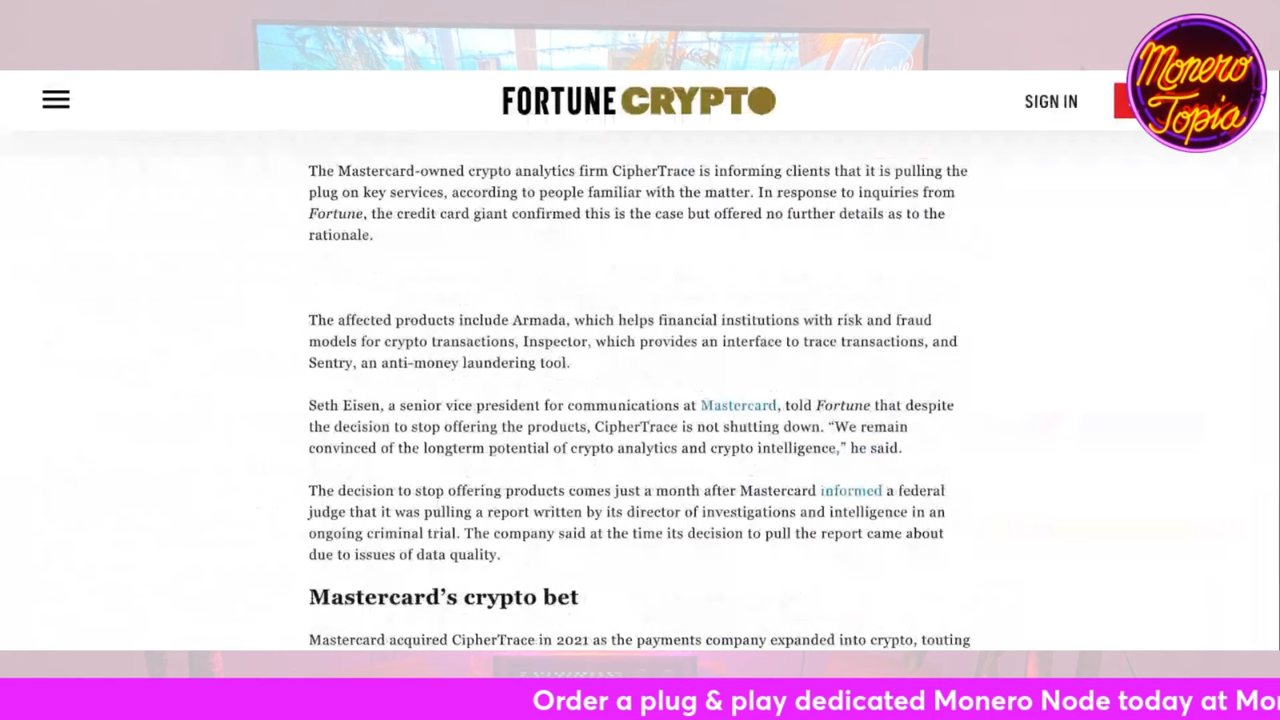 Monero
Topia
FORTUNE CRYPTO
SIGN IN
The Mastercard-owned crypto analytics firm CipherTrace is informing clients that it is pulling the
plug on key services, according to people familiar with the matter. In response to inquiries from
Fortune, the credit card giant confirmed this is the case but offered no further details as to the
rationale.
The affected products include Armada, which helps financial institutions with risk and fraud
models for crypto transactions, Inspector, which provides an interface to trace transactions, and
Sentry, an anti-money laundering tool.
Seth Eisen, a senior vice president for communications at Mastercard, told Fortune that despite
the decision to stop offering the products, CipherTrace is not shutting down. “We remain
convinced of the longterm potential of crypto analytics and crypto intelligence,” he said.
The decision to stop offering products comes just a month after Mastercard informed a federal
judge that it was pulling a report written by its director of investigations and intelligence in an
ongoing criminal trial. The company said at the time its decision to pull the report came about
due to issues of data quality.
Mastercard’s crypto bet
Mastercard acquired CipherTrace in 2021 as the payments company expanded into crypto, touting
Order a plug & play dedicated Monero Node today at